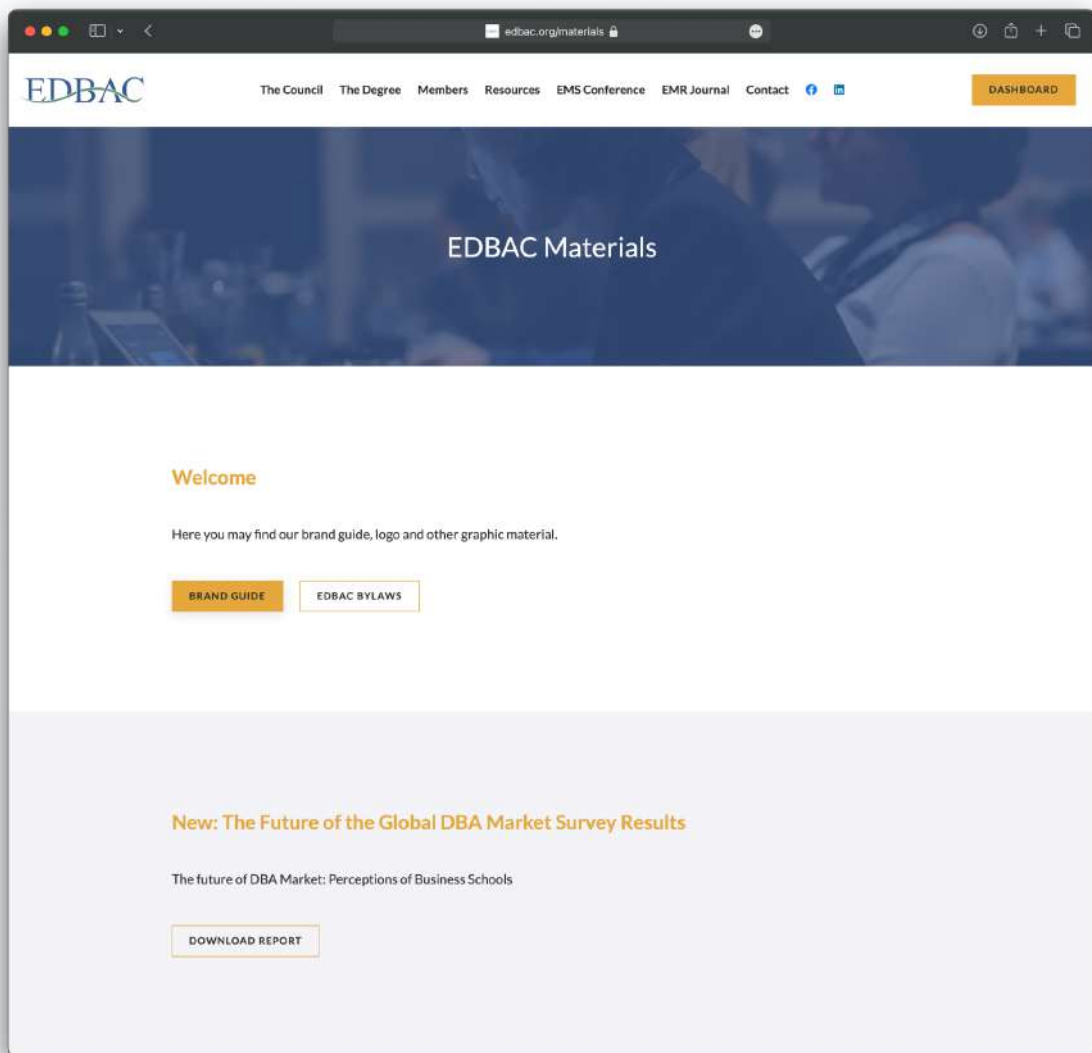 edbac.org/materials
EDBAC
The Council The Degree Members Resources EMS Conference EMR Journal Contact
DASHBOARD
EDBAC Materials
Welcome
Here you may find our brand guide, logo and other graphic material.
BRAND GUIDE EDBAC BYLAWS
New: The Future of the Global DBA Market Survey Results
The future of DBA Market: Perceptions of Business Schools
DOWNLOAD REPORT